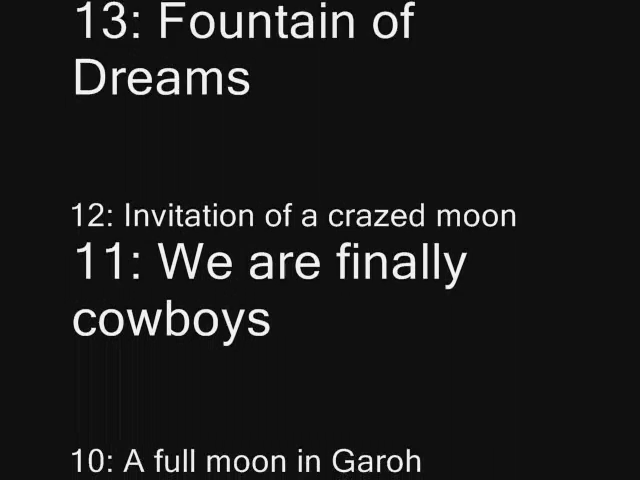 13: Fountain of
Dreams
12: Invitation of a crazed moon
11: We are finally
cowboys
10: A full moon in Garoh